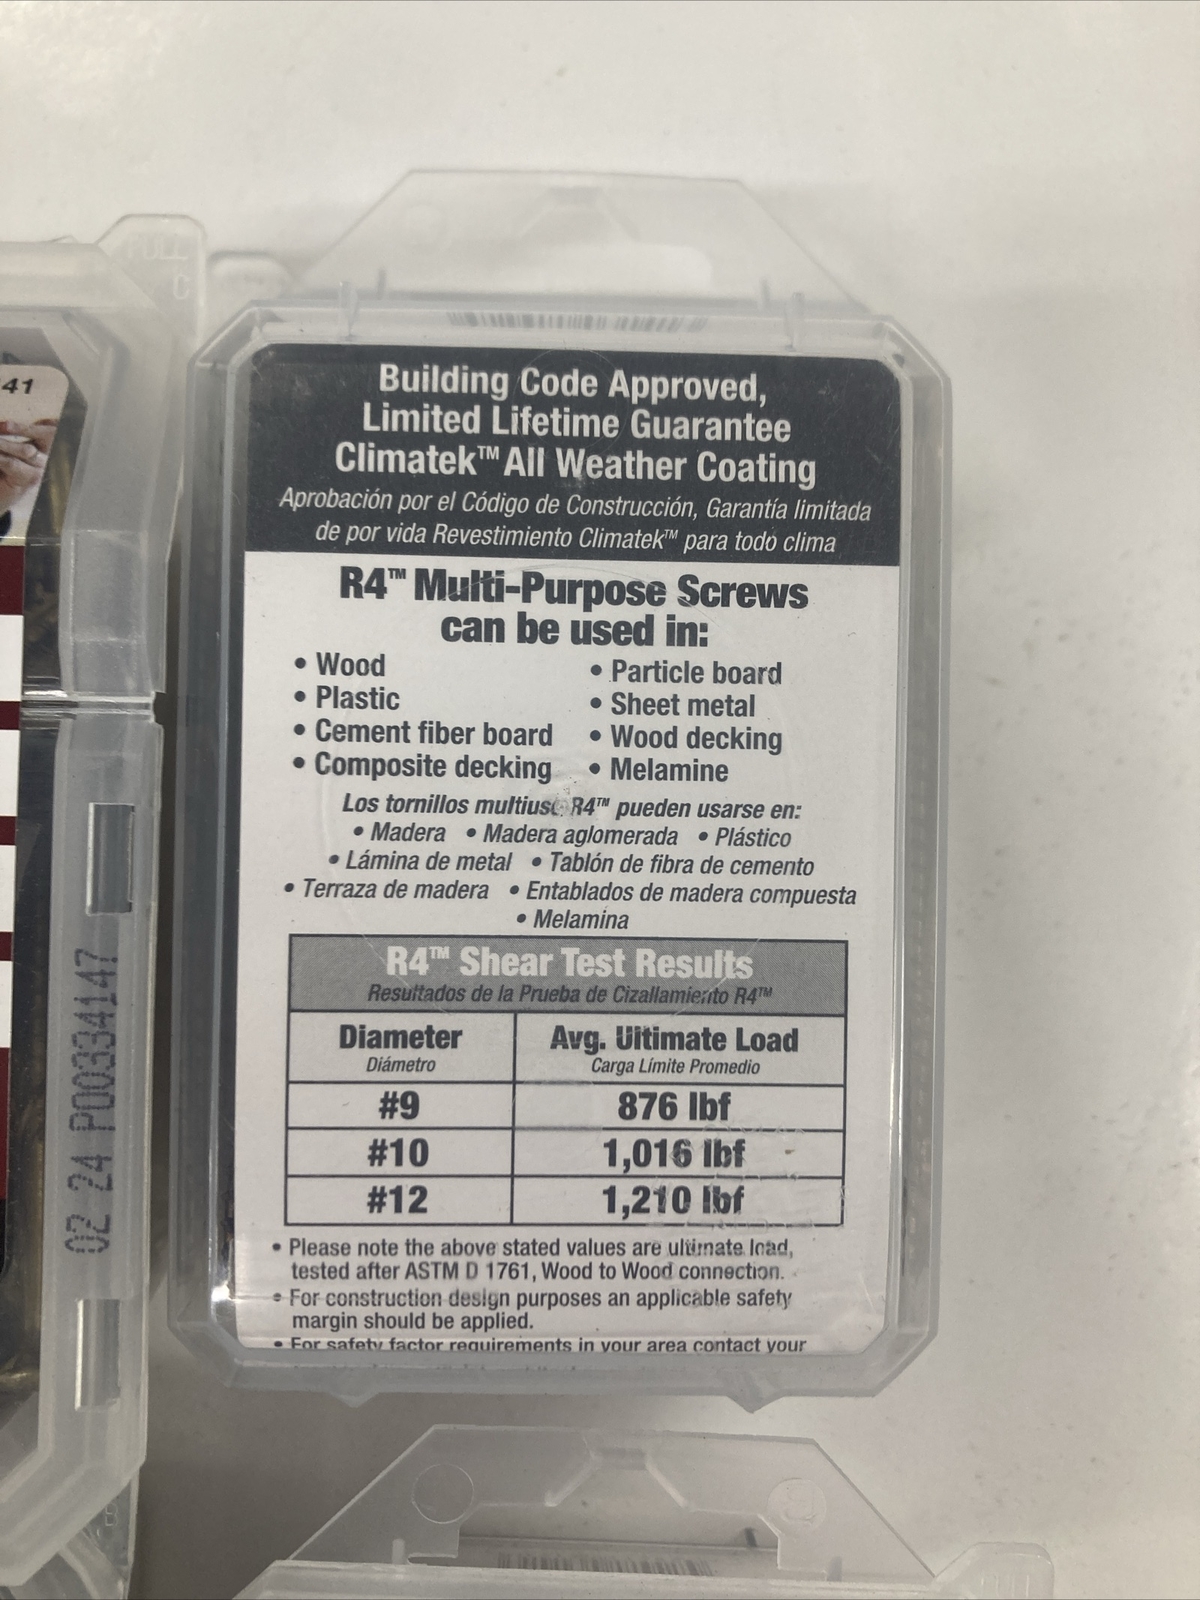 FULL
C
41
02 24 P00334147
Building Code Approved,
Limited Lifetime Guarantee
Climatek™ All Weather Coating
Aprobación por el Código de Construcción, Garantía limitada
de por vida Revestimiento Climatek™ para todo clima
R4™ Multi-Purpose Screws
can be used in:
• Wood
• Plastic
• Cement fiber board
• Composite decking
• Particle board
• Sheet metal
• Wood decking
• Melamine
Los tornillos multiuso R4™ pueden usarse en:
• Madera • Madera aglomerada • Plástico
• Lámina de metal • Tablón de fibra de cemento
• Terraza de madera • Entablados de madera compuesta
• Melamina
R4™ Shear Test Results
Resultados de la Prueba de Cizallamiento R4™
Diameter
Diámetro
Avg. Ultimate Load
Carga Límite Promedio
#9 876 lbf
#10 1,016 lbf
#12 1,210 lbf
• Please note the above stated values are ultimate load,
tested after ASTM D 1761, Wood to Wood connection.
• For construction design purposes an applicable safety
margin should be applied.
• For safety factor requirements in your area contact your